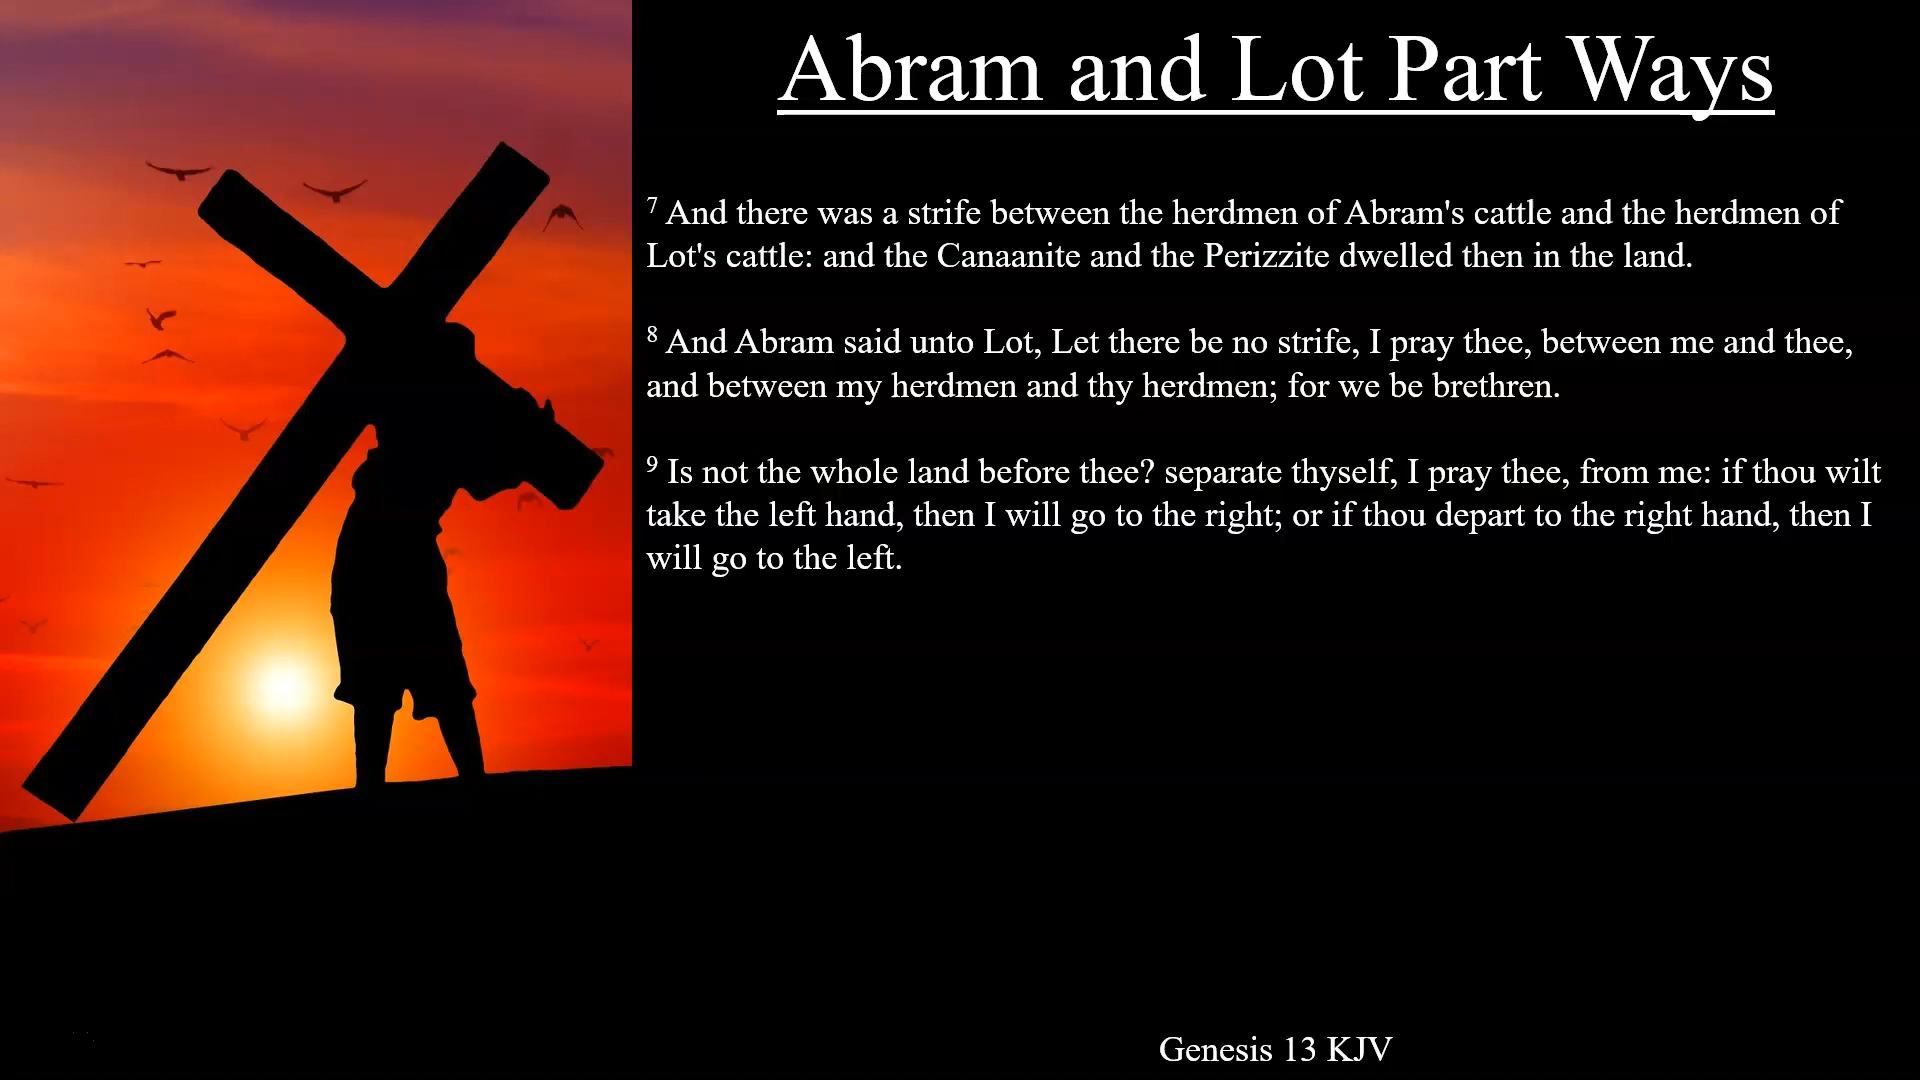 Abram and Lot Part Ways
7 And there was a strife between the herdmen of Abram's cattle and the herdmen of
Lot's cattle: and the Canaanite and the Perizzite dwelled then in the land.
8 And Abram said unto Lot, Let there be no strife, I pray thee, between me and thee,
and between my herdmen and thy herdmen; for we be brethren.
9 Is not the whole land before thee? separate thyself, I pray thee, from me: if thou wilt
take the left hand, then I will go to the right; or if thou depart to the right hand, then I
will go to the left.
Genesis 13 KJV